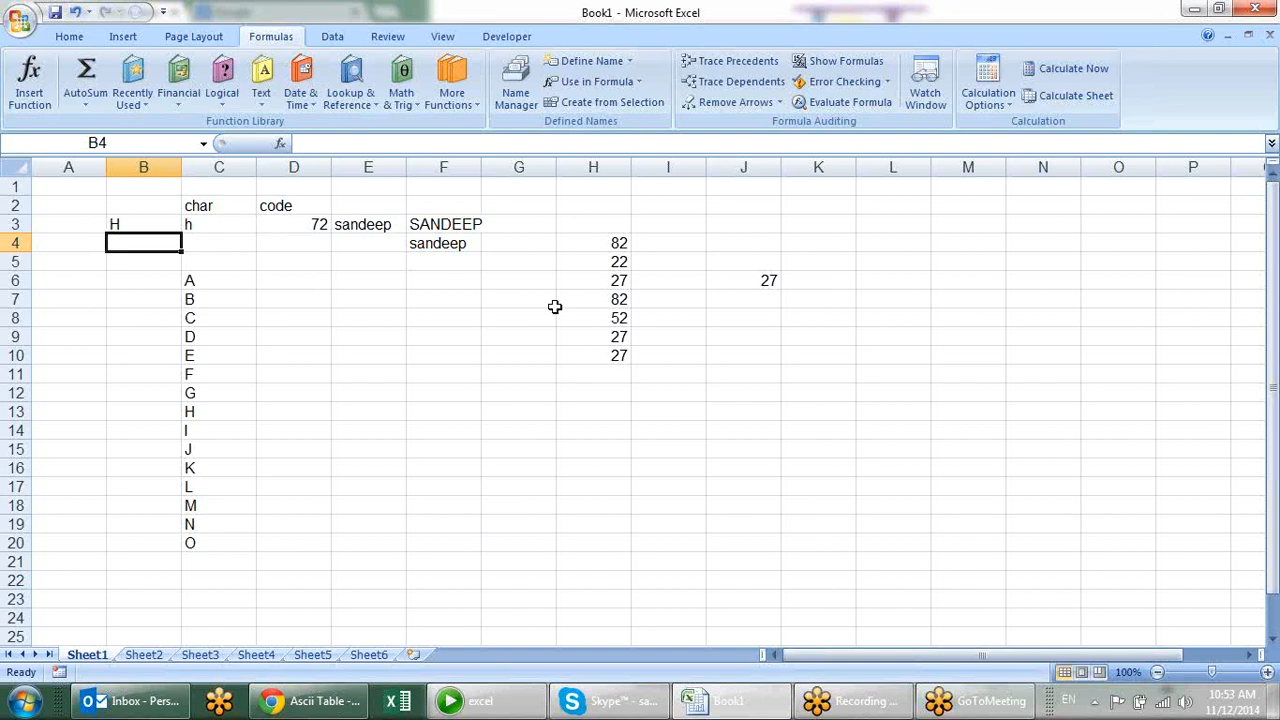 Book1 - Microsoft Excel
Home Insert Page Layout Formulas Data Review View Developer
Insert Function
AutoSum
Recently Used
Financial
Logical
Text
Date & Time
Lookup & Reference
Math & Trig
More Functions
Function Library
Name Manager
Define Name
Use in Formula
Create from Selection
Defined Names
Trace Precedents
Trace Dependents
Remove Arrows
Show Formulas
Error Checking
Evaluate Formula
Formula Auditing
Watch Window
Calculation Options
Calculate Now
Calculate Sheet
Calculation
B4 fx
A B C D E F G H I J K L M N O P
1
2 char code
3 H h 72 sandeep SANDEEP
4 sandeep 82
5 22
6 A 27 27
7 B 82
8 C 52
9 D 27
10 E 27
11 F
12 G
13 H
14 I
15 J
16 K
17 L
18 M
19 N
20 O
21
22
23
24
25
Sheet1 Sheet2 Sheet3 Sheet4 Sheet5 Sheet6
Ready 100%
Inbox - Pers... Ascii Table -... excel Skype™ - sa... Book1 Recording ... GoToMeeting EN 10:53 AM
11/12/2014